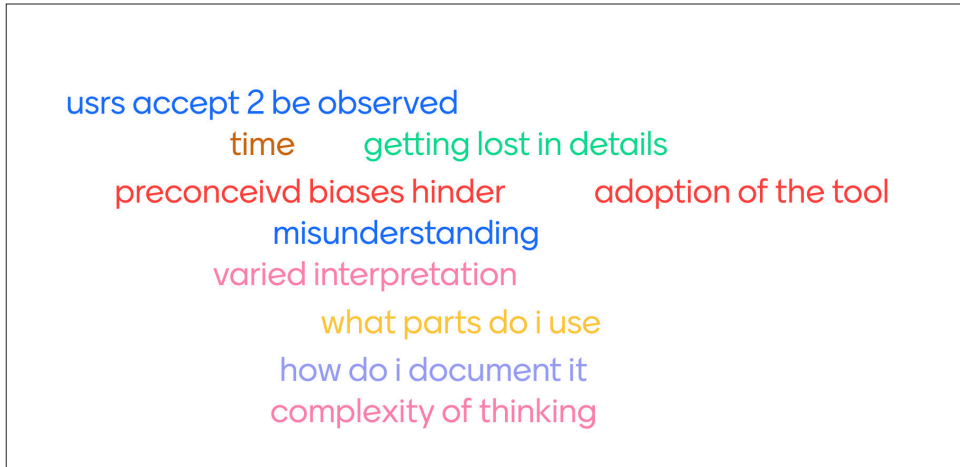 usrs accept 2 be observed
time getting lost in details
preconceivd biases hinder adoption of the tool
misunderstanding
varied interpretation
what parts do i use
how do i document it
complexity of thinking